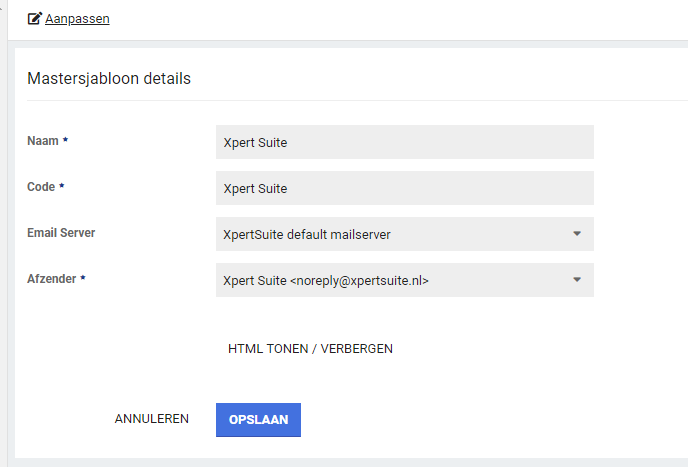 Aanpassen
Mastersjabloon details
Naam *
Xpert Suite
Code *
Xpert Suite
Email Server
XpertSuite default mailserver
Afzender *
Xpert Suite <noreply@xpertsuite.nl>
HTML TONEN / VERBERGEN
ANNULEREN
OPSLAAN